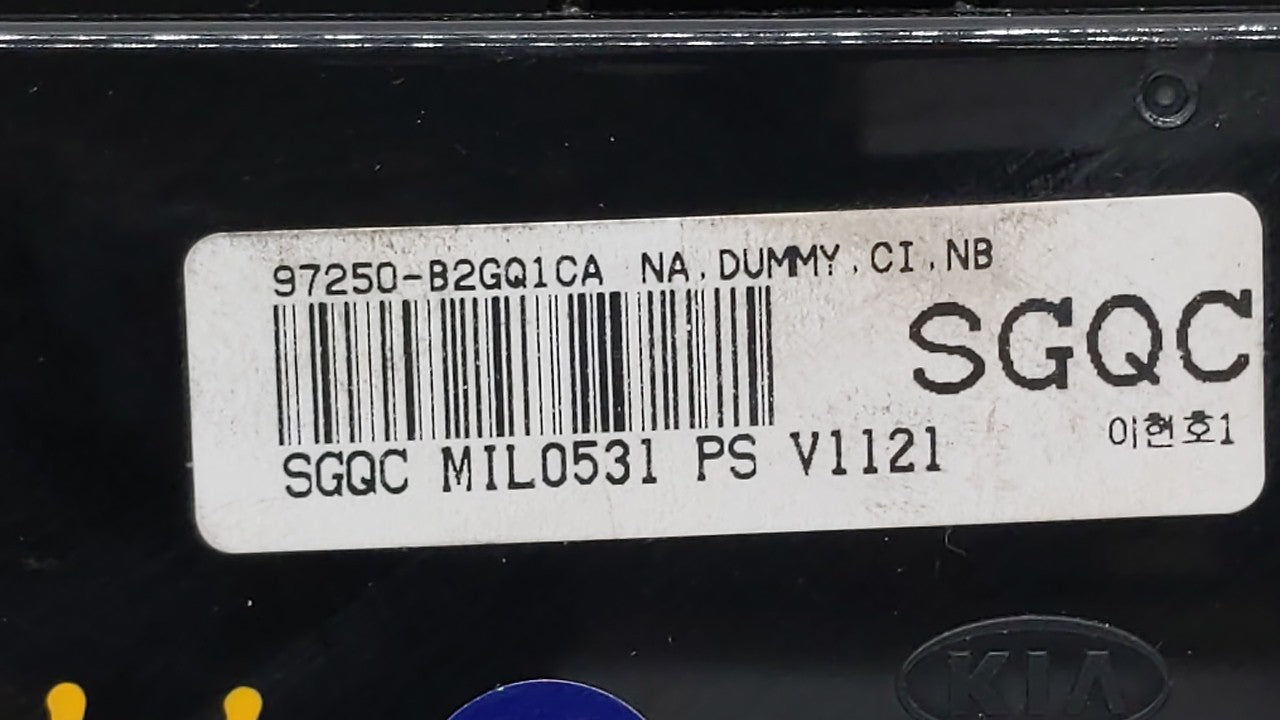 97250-B2GQ1CA NA,DUMMY,CI,NB
SGQC
SGQC MIL0531 PS V1121
이현호1
KIA